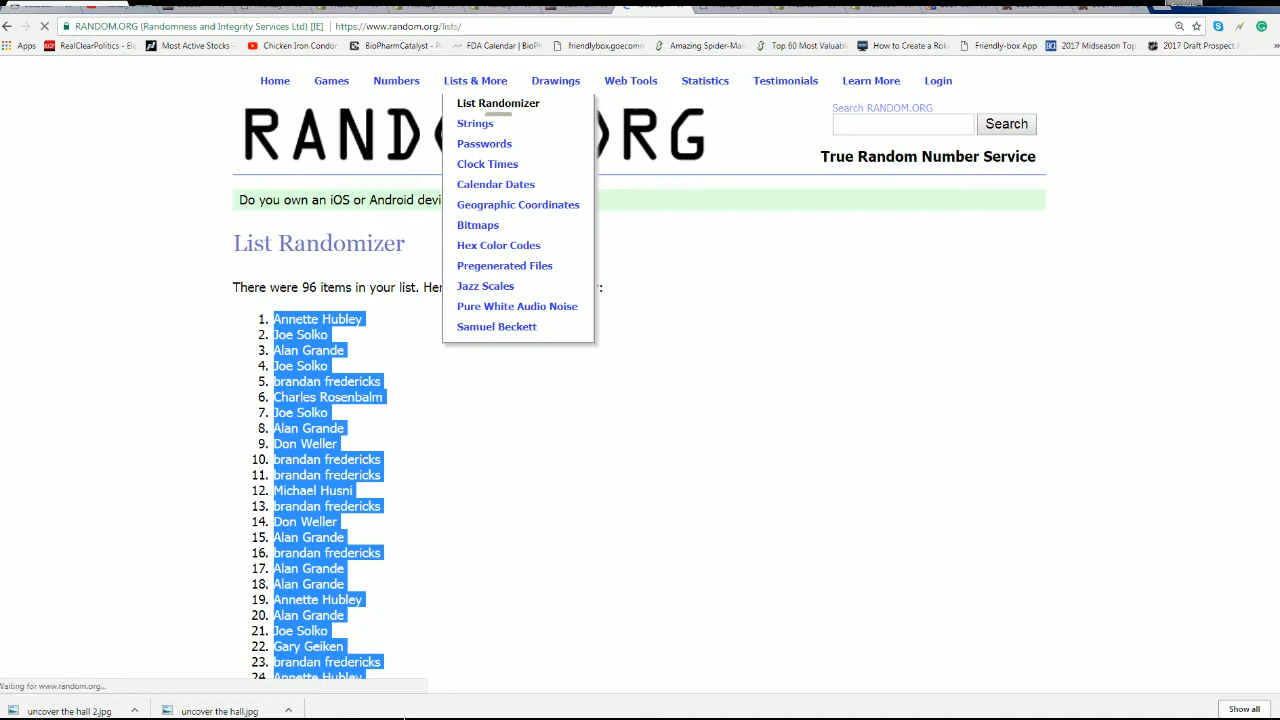 RANDOM.ORG (Randomness and Integrity Services Ltd) [IE]
https://www.random.org/lists/
Apps
RealClearPolitics - Ele
Most Active Stocks
Chicken Iron Condor
BioPharmCatalyst -
FDA Calendar | BioPh
friendlybox.goecomm
Amazing Spider-Man
Top 60 Most Valuabl
How to Create a Rok
Friendly-box App
2017 Midseason Top
2017 Draft Prospect R
Home
Games
Numbers
Lists & More
Drawings
Web Tools
Statistics
Testimonials
Learn More
Login
List Randomizer
Strings
Passwords
Clock Times
Calendar Dates
Geographic Coordinates
Bitmaps
Hex Color Codes
Pregenerated Files
Jazz Scales
Pure White Audio Noise
Samuel Beckett
RAND ORG
Search RANDOM.ORG
Search
True Random Number Service
Do you own an iOS or Android devi
List Randomizer
There were 96 items in your list. Her :
1. Annette Hubley
2. Joe Solko
3. Alan Grande
4. Joe Solko
5. brandan fredericks
6. Charles Rosenbalm
7. Joe Solko
8. Alan Grande
9. Don Weller
10. brandan fredericks
11. brandan fredericks
12. Michael Husni
13. brandan fredericks
14. Don Weller
15. Alan Grande
16. brandan fredericks
17. Alan Grande
18. Alan Grande
19. Annette Hubley
20. Alan Grande
21. Joe Solko
22. Gary Geiken
23. brandan fredericks
24. Annette Hubley
Waiting for www.random.org...
uncover the hall 2.jpg
uncover the hall.jpg
Show all